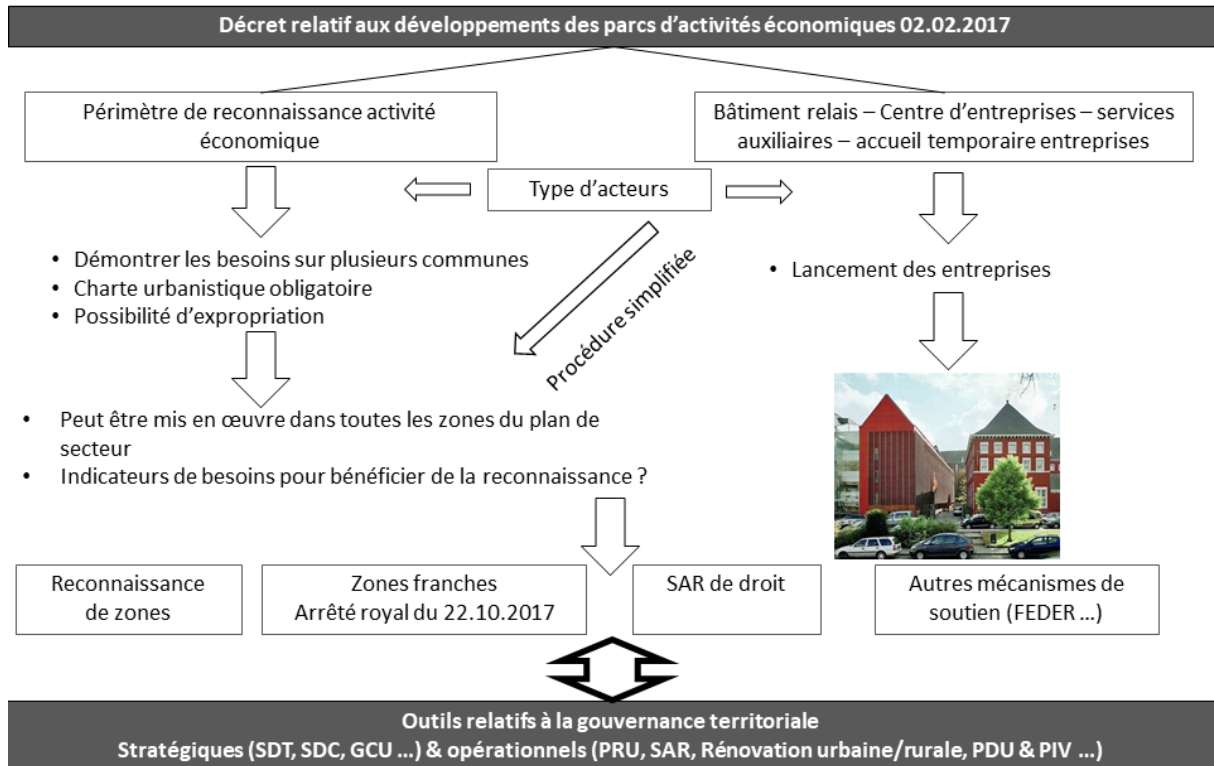 Décret relatif aux développements des parcs d’activités économiques 02.02.2017
Périmètre de reconnaissance activité
économique
Bâtiment relais – Centre d’entreprises – services
auxiliaires – accueil temporaire entreprises
Type d’acteurs
• Démontrer les besoins sur plusieurs communes
• Charte urbanistique obligatoire
• Possibilité d’expropriation
Procédure simplifiée
• Lancement des entreprises
• Peut être mis en œuvre dans toutes les zones du plan de
secteur
• Indicateurs de besoins pour bénéficier de la reconnaissance ?
Reconnaissance
de zones
Zones franches
Arrêté royal du 22.10.2017
SAR de droit
Autres mécanismes de
soutien (FEDER ...)
Outils relatifs à la gouvernance territoriale
Stratégiques (SDT, SDC, GCU ...) & opérationnels (PRU, SAR, Rénovation urbaine/rurale, PDU & PIV ...)